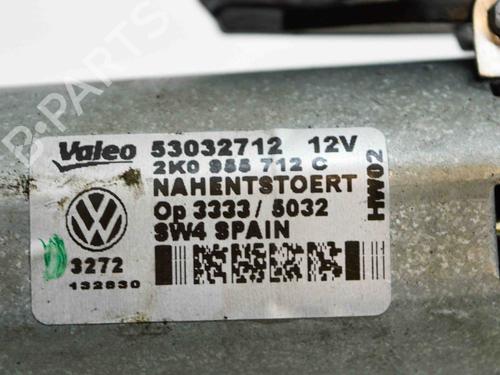 B-PARTS
Valeo 53032712 12V
2K0 955 712 C
NAHENTSTOERT
Op 3333/ 5032
SW4 SPAIN
HW02
3272
132830